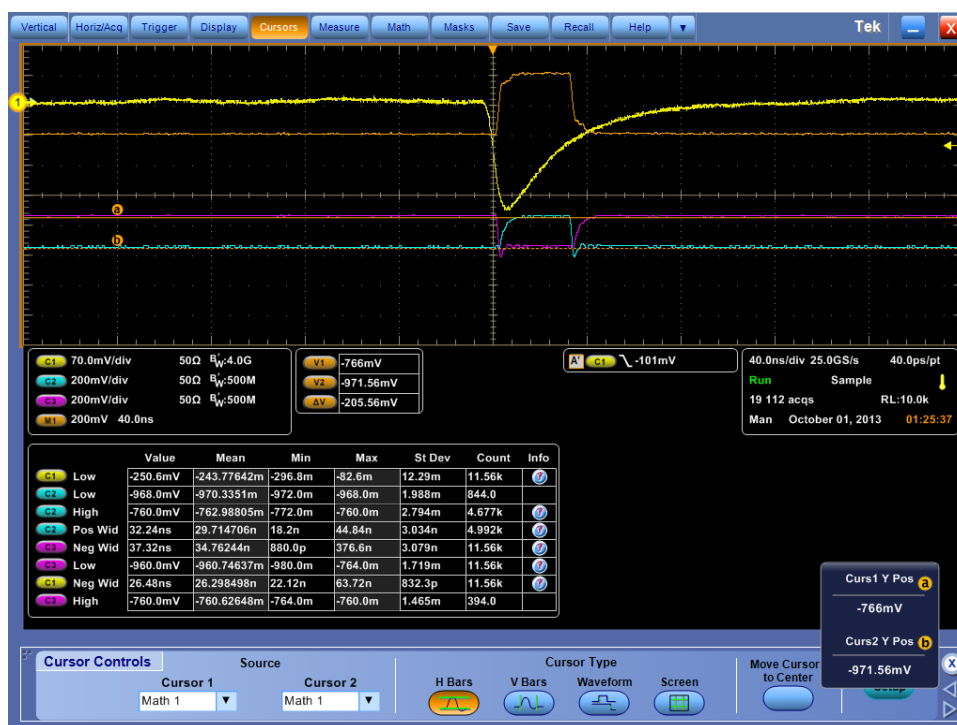 Vertical Horiz/Acq Trigger Display Cursors Measure Math Masks Save Recall Help Tek X
1
a
b
C1 70.0mV/div 50Ω BW:4.0G
C2 200mV/div 50Ω BW:500M
C3 200mV/div 50Ω BW:500M
M1 200mV 40.0ns
V1 -766mV
V2 -971.56mV
ΔV -205.56mV
A' C1 -101mV
40.0ns/div 25.0GS/s 40.0ps/pt
Run Sample
19 112 acqs RL:10.0k
Man October 01, 2013 01:25:37
Value Mean Min Max St Dev Count Info
C1 Low -250.6mV -243.77642m -296.8m -82.6m 12.29m 11.56k
C2 Low -968.0mV -970.3351m -972.0m -968.0m 1.988m 844.0
C2 High -760.0mV -762.98805m -772.0m -760.0m 2.794m 4.677k
C2 Pos Wid 32.24ns 29.714706n 18.2n 44.84n 3.034n 4.992k
C3 Neg Wid 37.32ns 34.76244n 880.0p 376.6n 3.079n 11.56k
C3 Low -960.0mV -960.74637m -980.0m -764.0m 1.719m 11.56k
C1 Neg Wid 26.48ns 26.298498n 22.12n 63.72n 832.3p 11.56k
C3 High -760.0mV -760.62648m -764.0m -760.0m 1.465m 394.0
Curs1 Y Pos a
-766mV
Curs2 Y Pos b
-971.56mV
Cursor Controls
Source
Cursor 1 Cursor 2
Math 1 Math 1
Cursor Type
H Bars V Bars Waveform Screen
Move Cursor
to Center
Setup
X